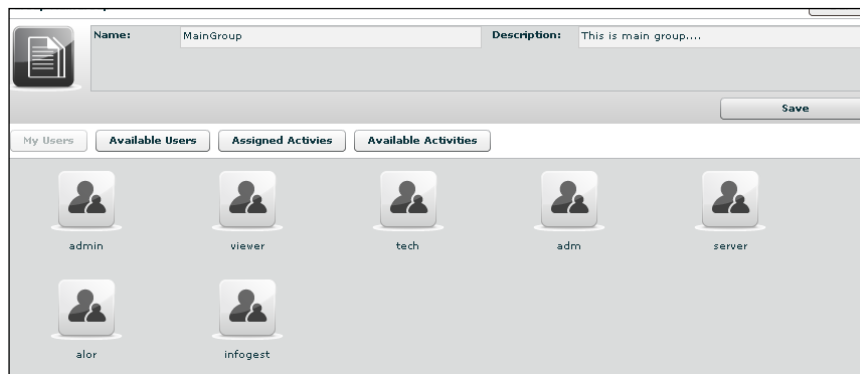 Name: MainGroup Description: This is main group....
Save
My Users Available Users Assigned Activies Available Activities
admin viewer tech adm server
alor infogest